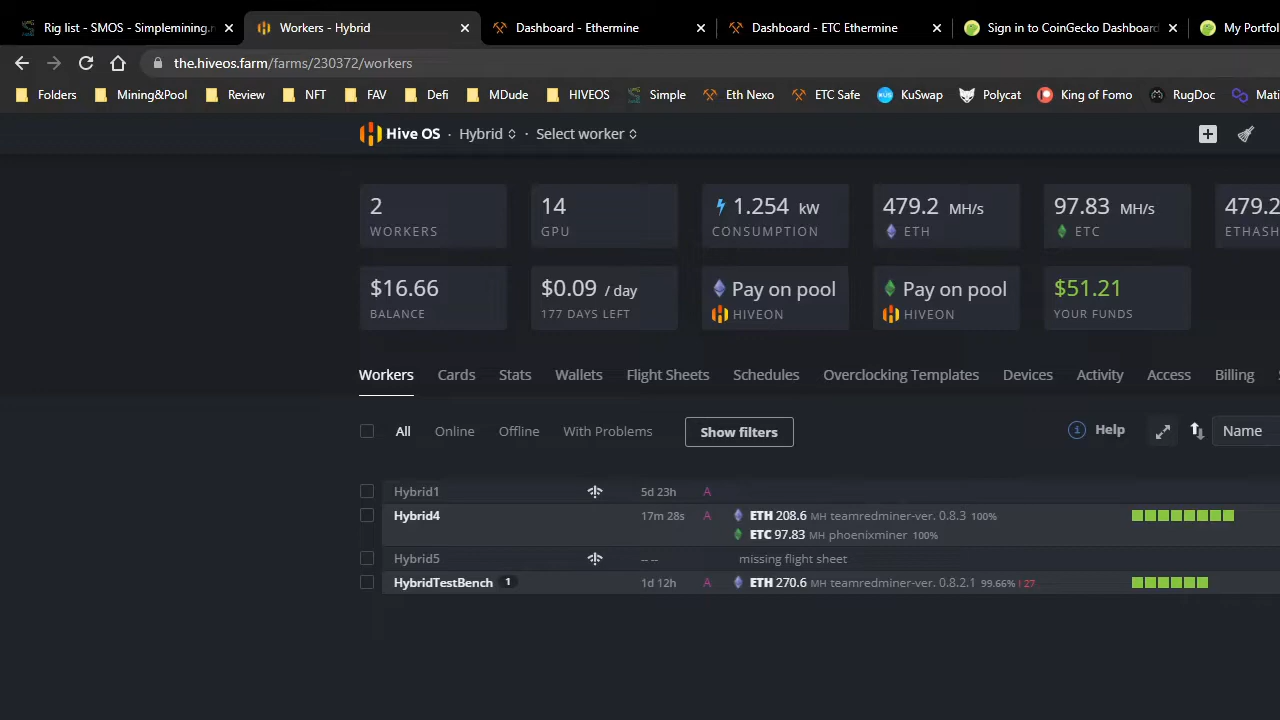 Rig list - SMOS - Simplemining.
Workers - Hybrid
Dashboard - Ethermine
Dashboard - ETC Ethermine
Sign in to CoinGecko Dashboard
My Portfol
the.hiveos.farm/farms/230372/workers
Folders Mining&Pool Review NFT FAV Defi MDude HIVEOS Simple Eth Nexo ETC Safe KuSwap Polycat King of Fomo RugDoc Mati
Hive OS · Hybrid · Select worker
2 14 1.254 kW 479.2 MH/s 97.83 MH/s 479.2
WORKERS GPU CONSUMPTION ETH ETC ETHASH
$16.66 $0.09 / day Pay on pool Pay on pool $51.21
BALANCE 177 DAYS LEFT HIVEON HIVEON YOUR FUNDS
Workers Cards Stats Wallets Flight Sheets Schedules Overclocking Templates Devices Activity Access Billing
All Online Offline With Problems Show filters Help Name
Hybrid1 5d 23h A
Hybrid4 17m 28s A ETH 208.6 MH teamredminer-ver. 0.8.3 100%
ETC 97.83 MH phoenixminer 100%
Hybrid5 -- -- missing flight sheet
HybridTestBench 1 1d 12h A ETH 270.6 MH teamredminer-ver. 0.8.2.1 99.66% ! 27